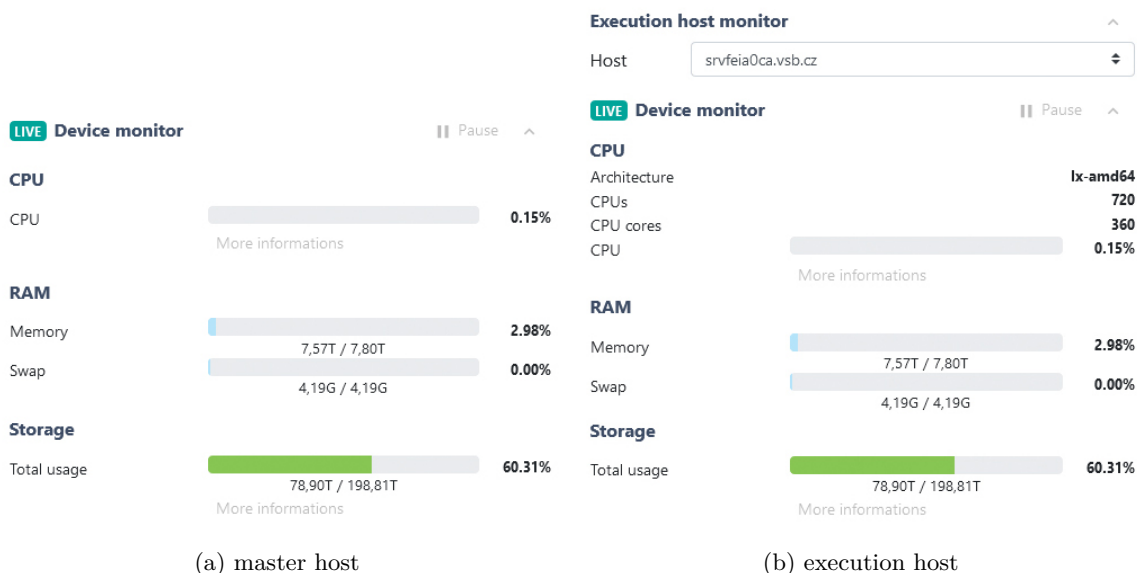 LIVE Device monitor
Pause
CPU
CPU
0.15%
More informations
RAM
Memory
2.98%
7,57T / 7,80T
Swap
0.00%
4,19G / 4,19G
Storage
Total usage
60.31%
78,90T / 198,81T
More informations
(a) master host
Execution host monitor
Host
srvfeia0ca.vsb.cz
LIVE Device monitor
Pause
CPU
Architecture
lx-amd64
CPUs
720
CPU cores
360
CPU
0.15%
More informations
RAM
Memory
2.98%
7,57T / 7,80T
Swap
0.00%
4,19G / 4,19G
Storage
Total usage
60.31%
78,90T / 198,81T
More informations
(b) execution host